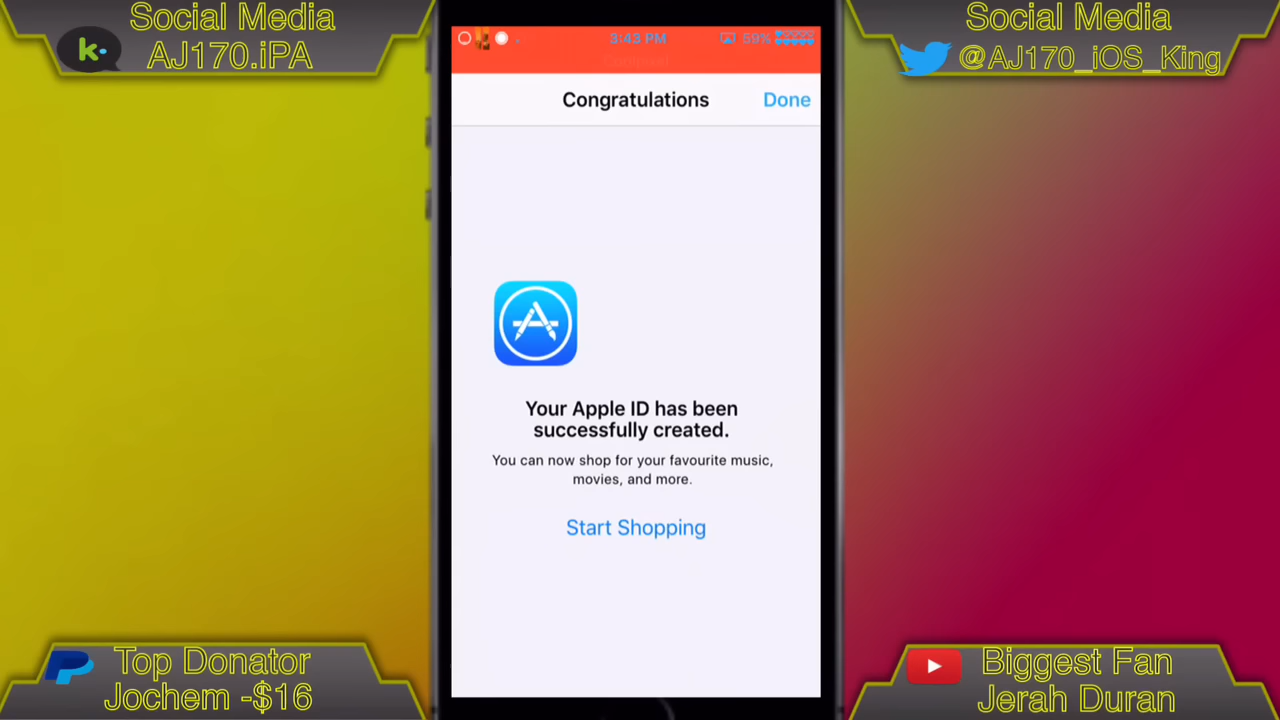 Social Media
AJ170.iPA
k.
3:43 PM
59%
Congratulations
Done
Your Apple ID has been
successfully created.
You can now shop for your favourite music,
movies, and more.
Start Shopping
Social Media
@AJ170_iOS_King
Top Donator
Jochem -$16
Biggest Fan
Jerah Duran